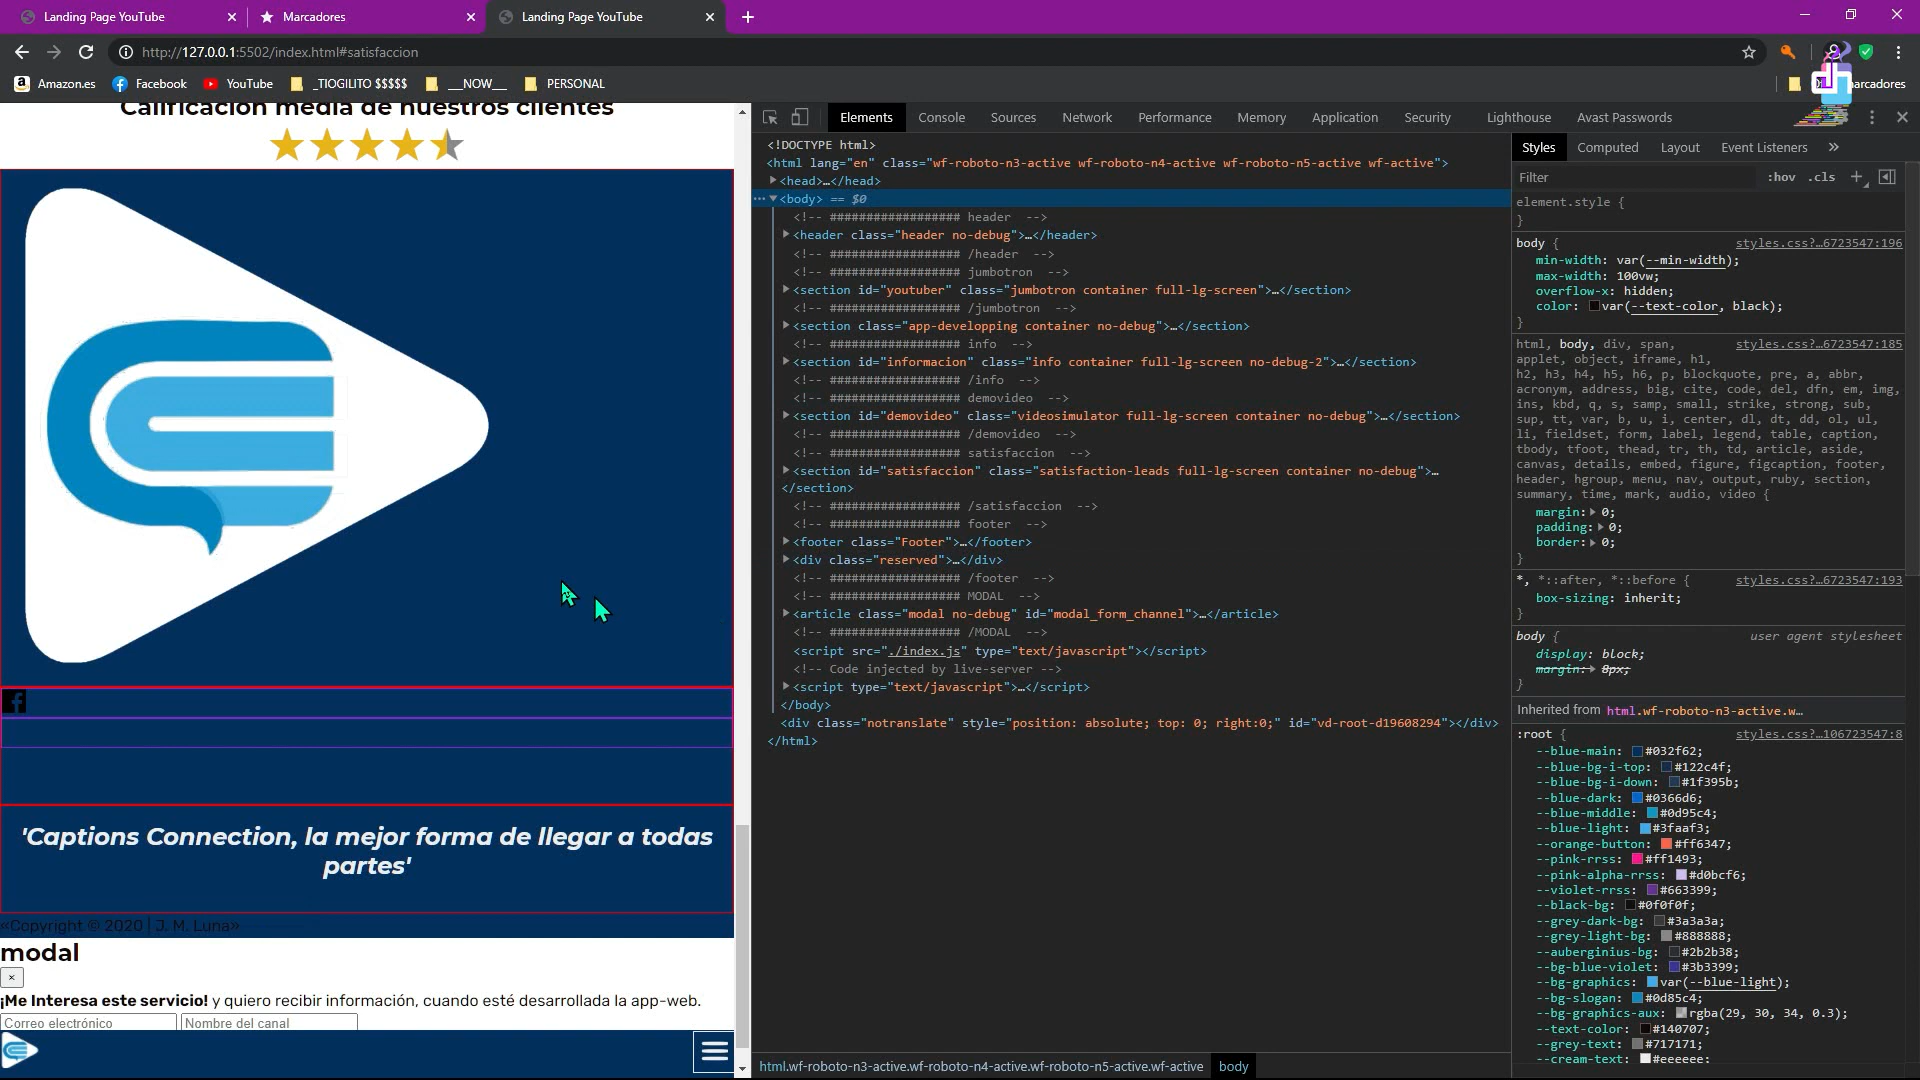 Landing Page YouTube
Marcadores
Landing Page YouTube
http://127.0.0.1:5502/index.html#satisfaccion
Amazon.es
Facebook
YouTube
_TIOGILITO $$$$$
___NOW___
PERSONAL
Calificación media de nuestros clientes
'Captions Connection, la mejor forma de llegar a todas
partes'
«Copyright © 2020 | J. M. Luna»
modal
×
¡Me Interesa este servicio! y quiero recibir información, cuando esté desarrollada la app-web.
Correo electrónico
Nombre del canal
Elements
Console
Sources
Network
Performance
Memory
Application
Security
Lighthouse
Avast Passwords
<!DOCTYPE html>
<html lang="en" class="wf-roboto-n3-active wf-roboto-n4-active wf-roboto-n5-active wf-active">
<head>…</head>
<body> == $0
<!-- ################## header -->
<header class="header no-debug">…</header>
<!-- ################## /header -->
<!-- ################## jumbotron -->
<section id="youtuber" class="jumbotron container full-lg-screen">…</section>
<!-- ################## /jumbotron -->
<section class="app-developping container no-debug">…</section>
<!-- ################## info -->
<section id="informacion" class="info container full-lg-screen no-debug-2">…</section>
<!-- ################## /info -->
<!-- ################## demovideo -->
<section id="demovideo" class="videosimulator full-lg-screen container no-debug">…</section>
<!-- ################## /demovideo -->
<!-- ################## satisfaccion -->
<section id="satisfaccion" class="satisfaction-leads full-lg-screen container no-debug">…
</section>
<!-- ################## /satisfaccion -->
<!-- ################## footer -->
<footer class="Footer">…</footer>
<div class="reserved">…</div>
<!-- ################## /footer -->
<!-- ################## MODAL -->
<article class="modal no-debug" id="modal_form_channel">…</article>
<!-- ################## /MODAL -->
<script src="./index.js" type="text/javascript"></script>
<!-- Code injected by live-server -->
<script type="text/javascript">…</script>
</body>
<div class="notranslate" style="position: absolute; top: 0; right:0;" id="vd-root-d19608294"></div>
</html>
html.wf-roboto-n3-active.wf-roboto-n4-active.wf-roboto-n5-active.wf-active
body
Styles
Computed
Layout
Event Listeners
Filter
:hov
.cls
element.style {
}
body {
styles.css?…6723547:196
min-width: var(--min-width);
max-width: 100vw;
overflow-x: hidden;
color: var(--text-color, black);
}
html, body, div, span,
styles.css?…6723547:185
applet, object, iframe, h1,
h2, h3, h4, h5, h6, p, blockquote, pre, a, abbr,
acronym, address, big, cite, code, del, dfn, em, img,
ins, kbd, q, s, samp, small, strike, strong, sub,
sup, tt, var, b, u, i, center, dl, dt, dd, ol, ul,
li, fieldset, form, label, legend, table, caption,
tbody, tfoot, thead, tr, th, td, article, aside,
canvas, details, embed, figure, figcaption, footer,
header, hgroup, menu, nav, output, ruby, section,
summary, time, mark, audio, video {
margin: 0;
padding: 0;
border: 0;
}
*, *::after, *::before {
styles.css?…6723547:193
box-sizing: inherit;
}
body {
user agent stylesheet
display: block;
margin: 8px;
}
Inherited from html.wf-roboto-n3-active.w…
:root {
styles.css?…106723547:8
--blue-main: #032f62;
--blue-bg-i-top: #122c4f;
--blue-bg-i-down: #1f395b;
--blue-dark: #0366d6;
--blue-middle: #0d95c4;
--blue-light: #3faaf3;
--orange-button: #ff6347;
--pink-rrss: #ff1493;
--pink-alpha-rrss: #d0bcf6;
--violet-rrss: #663399;
--black-bg: #0f0f0f;
--grey-dark-bg: #3a3a3a;
--grey-light-bg: #888888;
--auberginius-bg: #2b2b38;
--bg-blue-violet: #3b3399;
--bg-graphics: var(--blue-light);
--bg-slogan: #0d85c4;
--bg-graphics-aux: rgba(29, 30, 34, 0.3);
--text-color: #140707;
--grey-text: #717171;
--cream-text: #eeeeee;